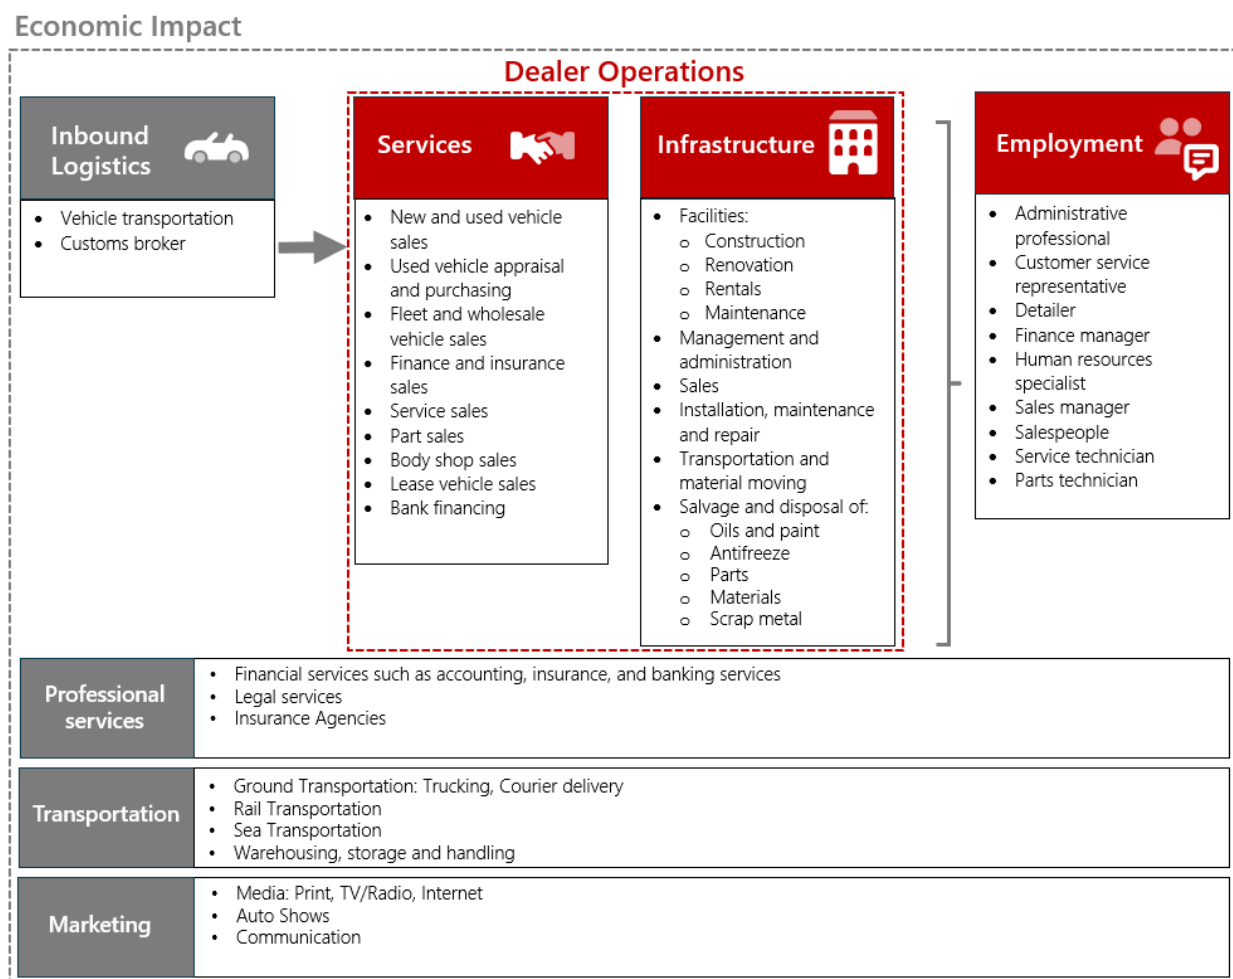 Economic Impact
Dealer Operations
Inbound
Logistics
• Vehicle transportation
• Customs broker
Services
• New and used vehicle
sales
• Used vehicle appraisal
and purchasing
• Fleet and wholesale
vehicle sales
• Finance and insurance
sales
• Service sales
• Part sales
• Body shop sales
• Lease vehicle sales
• Bank financing
Infrastructure
• Facilities:
o Construction
o Renovation
o Rentals
o Maintenance
• Management and
administration
• Sales
• Installation, maintenance
and repair
• Transportation and
material moving
• Salvage and disposal of:
o Oils and paint
o Antifreeze
o Parts
o Materials
o Scrap metal
Employment
• Administrative
professional
• Customer service
representative
• Detailer
• Finance manager
• Human resources
specialist
• Sales manager
• Salespeople
• Service technician
• Parts technician
Professional
services
• Financial services such as accounting, insurance, and banking services
• Legal services
• Insurance Agencies
Transportation
• Ground Transportation: Trucking, Courier delivery
• Rail Transportation
• Sea Transportation
• Warehousing, storage and handling
Marketing
• Media: Print, TV/Radio, Internet
• Auto Shows
• Communication